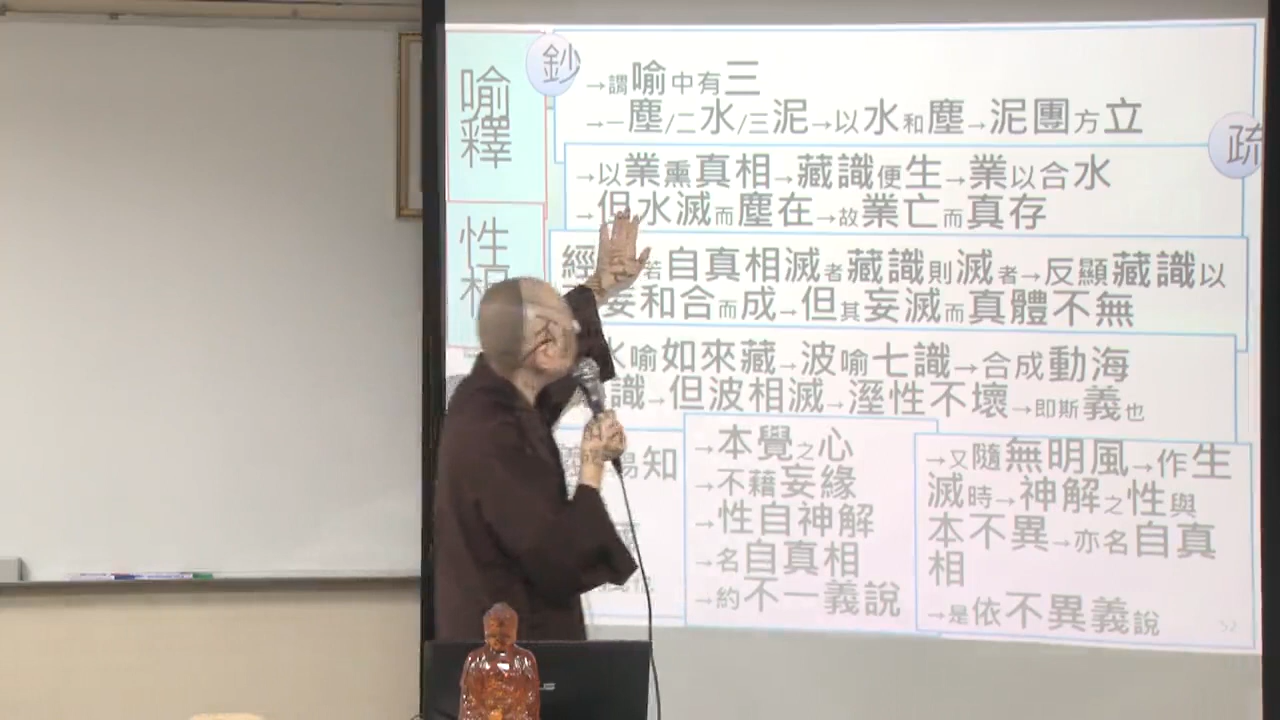 喻
釋
鈔
→謂喻中有三
→一塵/二水/三泥→以水和塵→泥團方立
疏
→以業熏真相→藏識便生→業以合水
→但水滅而塵在→故業亡而真存
性
相
經
若自真相滅者藏識則滅者→反顯藏識以
妄和合而成→但其妄滅而真體不無
水喻如來藏→波喻七識→合成動海
識→但波相滅→溼性不壞→即斯義也
易知
→本覺之心
→不藉妄緣
→性自神解
→名自真相
→約不一義說
→又隨無明風→作生
滅時→神解之性與
本不異→亦名自真
相
→是依不異義說
52